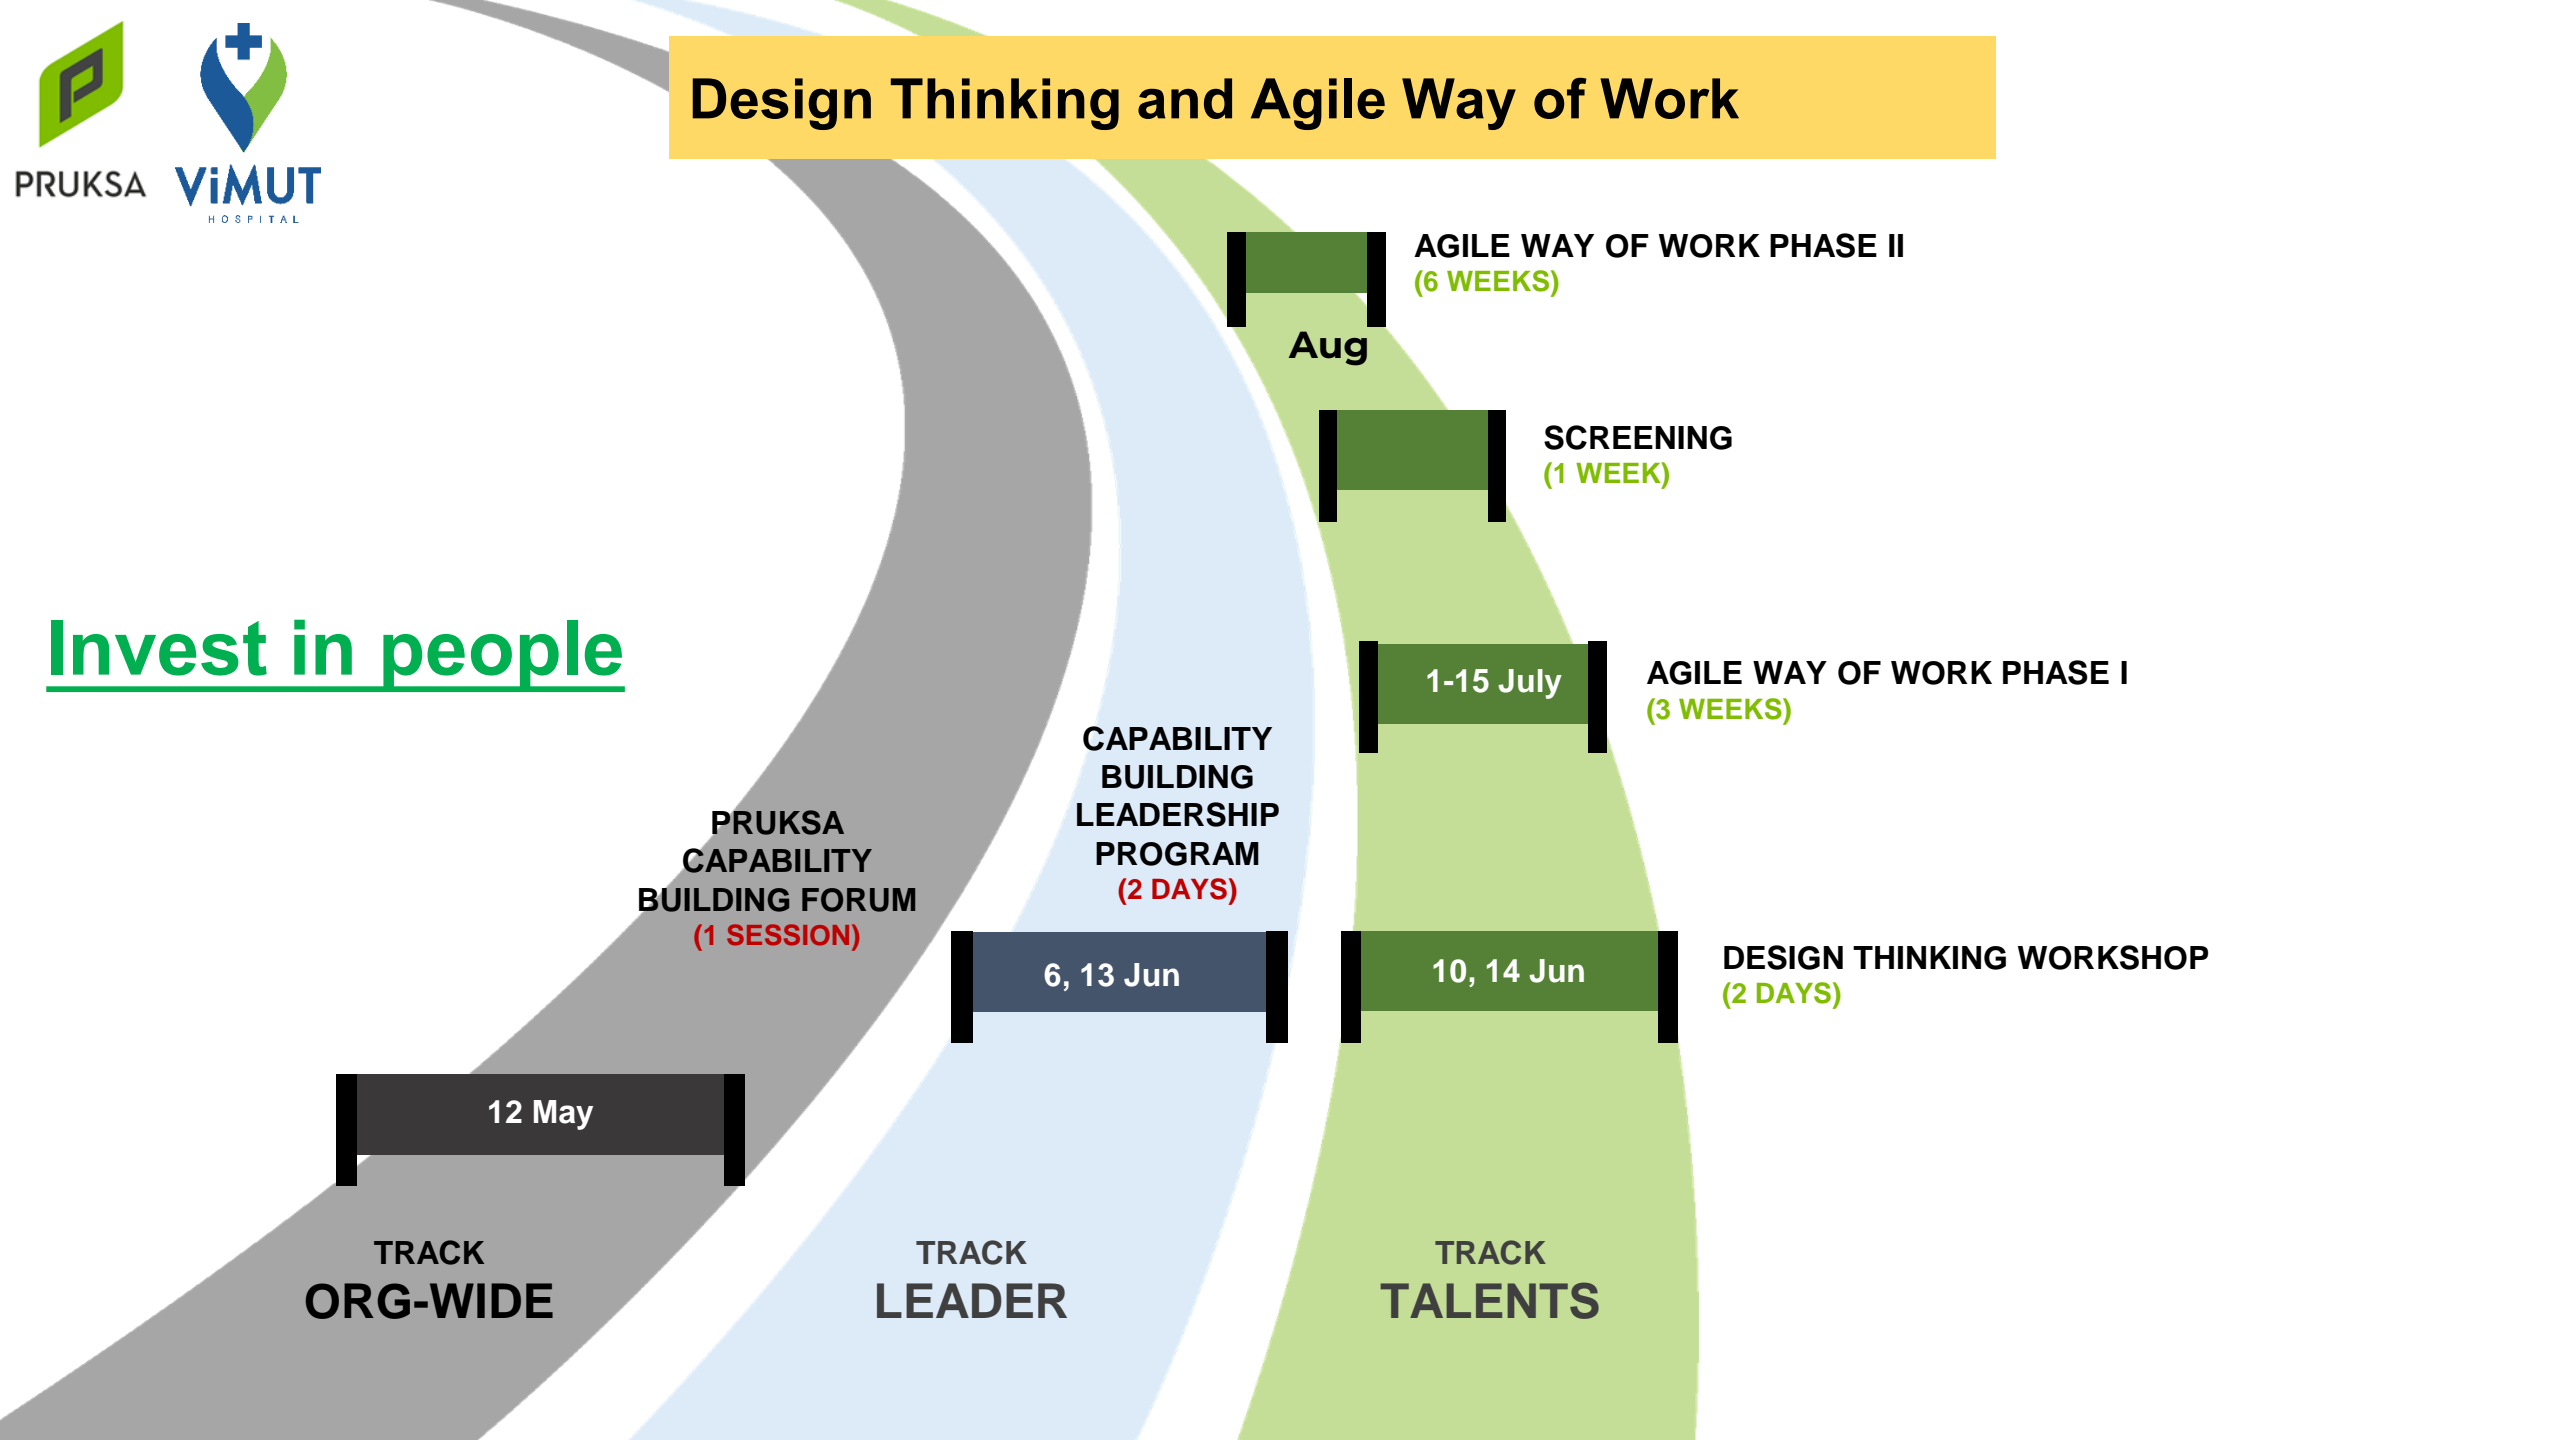 PRUKSA
ViMUT
HOSPITAL
Design Thinking and Agile Way of Work
AGILE WAY OF WORK PHASE II
(6 WEEKS)
Aug
SCREENING
(1 WEEK)
Invest in people
1-15 July
AGILE WAY OF WORK PHASE I
(3 WEEKS)
CAPABILITY
BUILDING
LEADERSHIP
PROGRAM
(2 DAYS)
PRUKSA
CAPABILITY
BUILDING FORUM
(1 SESSION)
6, 13 Jun
10, 14 Jun
DESIGN THINKING WORKSHOP
(2 DAYS)
12 May
TRACK
ORG-WIDE
TRACK
LEADER
TRACK
TALENTS